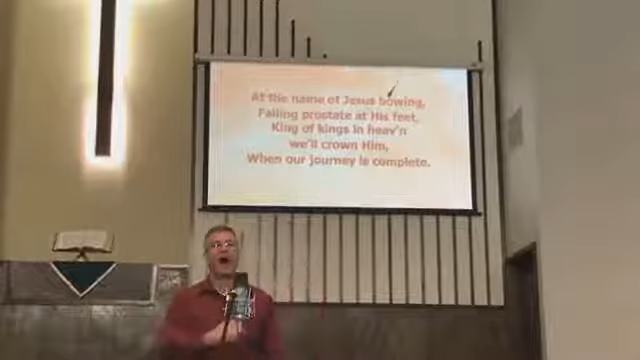 At the name of Jesus bowing,
Falling prostate at His feet,
King of kings in heav'n
we'll crown Him,
When our journey is complete.